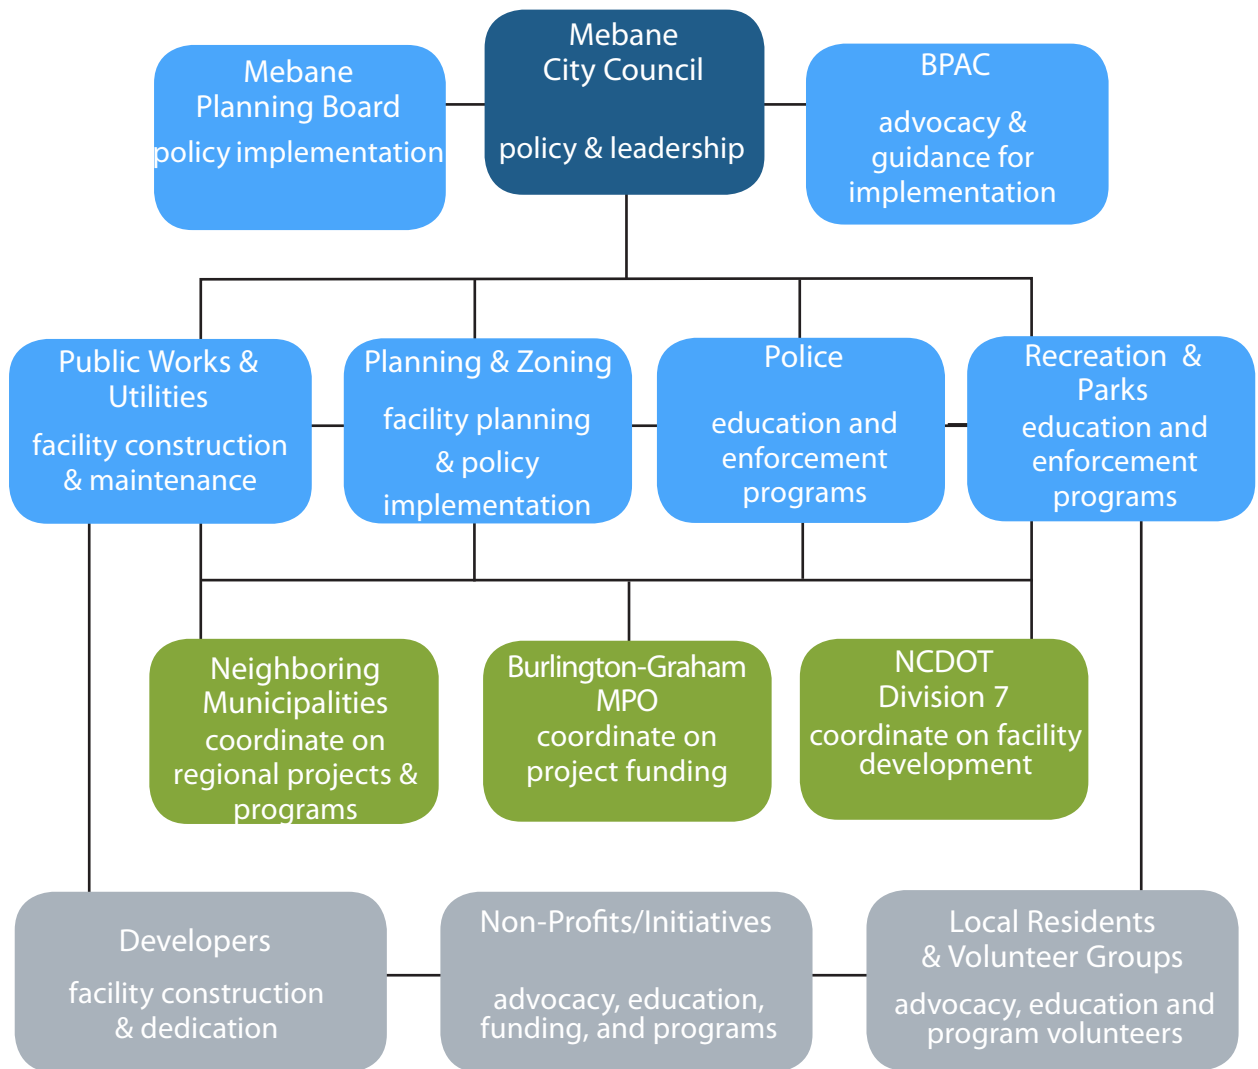 Mebane
Planning Board
policy implementation
Mebane
City Council
policy & leadership
BPAC
advocacy &
guidance for
implementation
Public Works &
Utilities
facility construction
& maintenance
Planning & Zoning
facility planning
& policy
implementation
Police
education and
enforcement
programs
Recreation &
Parks
education and
enforcement
programs
Neighboring
Municipalities
coordinate on
regional projects &
programs
Burlington-Graham
MPO
coordinate on
project funding
NCDOT
Division 7
coordinate on facility
development
Developers
facility construction
& dedication
Non-Profits/Initiatives
advocacy, education,
funding, and programs
Local Residents
& Volunteer Groups
advocacy, education and
program volunteers